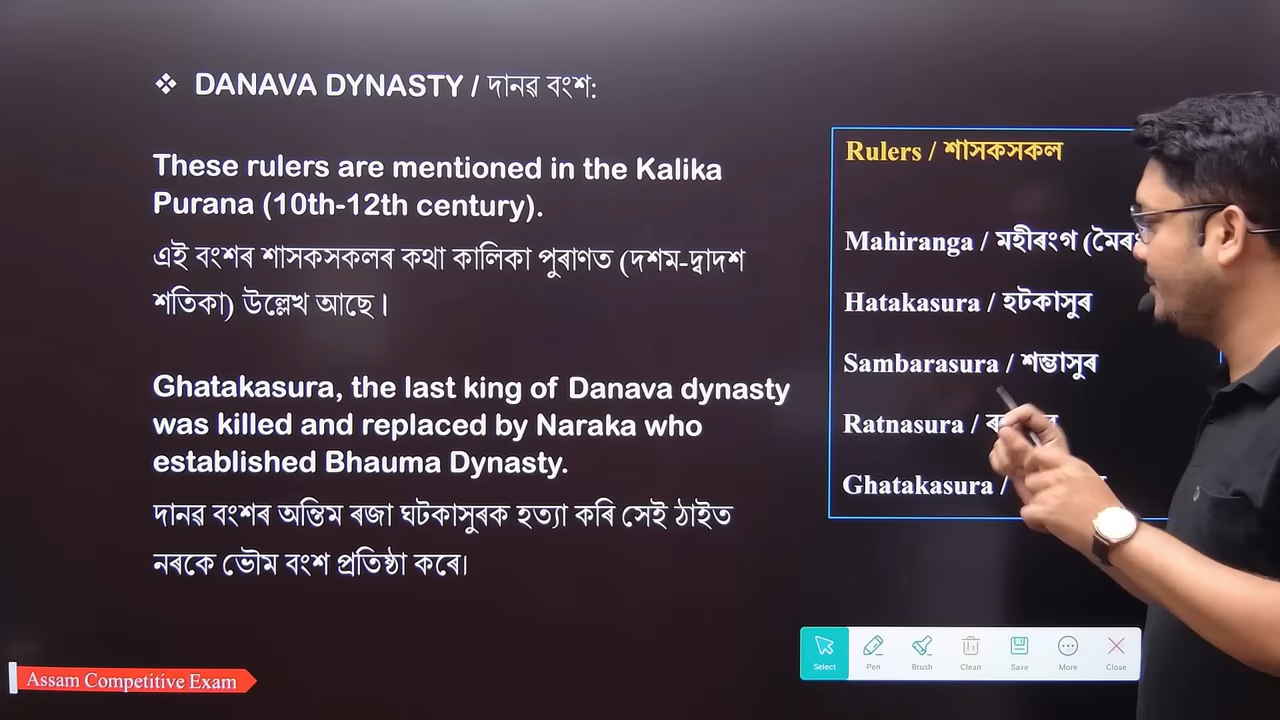 ❖ DANAVA DYNASTY / দানৱ বংশ:
These rulers are mentioned in the Kalika
Purana (10th-12th century).
এই বংশৰ শাসকসকলৰ কথা কালিকা পুৰাণত (দশম-দ্বাদশ
শতিকা) উল্লেখ আছে।
Ghatakasura, the last king of Danava dynasty
was killed and replaced by Naraka who
established Bhauma Dynasty.
দানৱ বংশৰ অন্তিম ৰজা ঘটকাসুৰক হত্যা কৰি সেই ঠাইত
নৰকে ভৌম বংশ প্ৰতিষ্ঠা কৰে।
Rulers / শাসকসকল
Mahiranga / মহীৰংগ
Hatakasura / হটকাসুৰ
Sambarasura / শম্ভাসুৰ
Ratnasura /
Ghatakasura /
Select Pen Brush Clean Save More Close
Assam Competitive Exam